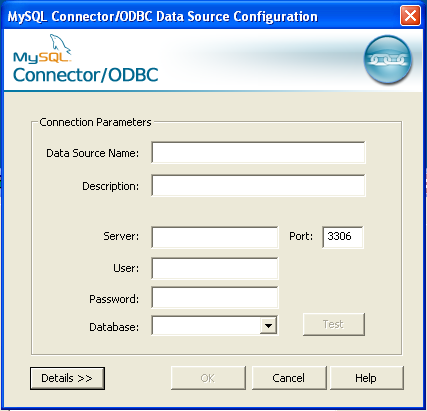 MySQL Connector/ODBC Data Source Configuration
MySQL
Connector/ODBC
Connection Parameters
Data Source Name:
Description:
Server: Port: 3306
User:
Password:
Database: Test
Details >> OK Cancel Help